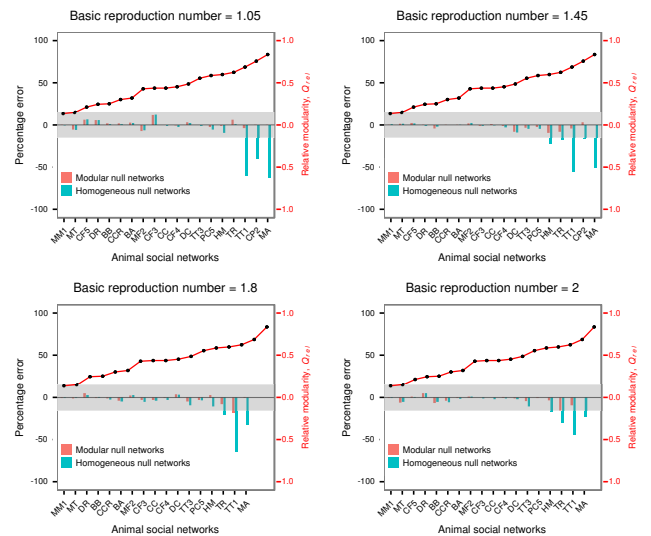 Basic reproduction number = 1.05
100
50
0
-50
-100
Percentage error
1.0
0.5
0.0
0.5
1.0
Relative modularity, Q rel
Modular null networks
Homogeneous null networks
MM1 MT CF5 DR BB CCR BA MF2 CF3 CC CF4 DC TT3 PC5 HM TR TT1 CP2 MA
Animal social networks
Basic reproduction number = 1.45
100
50
0
-50
-100
Percentage error
1.0
0.5
0.0
0.5
1.0
Relative modularity, Q rel
Modular null networks
Homogeneous null networks
MM1 MT CF5 DR BB CCR BA MF2 CF3 CC CF4 DC TT3 PC5 HM TR TT1 CP2 MA
Animal social networks
Basic reproduction number = 1.8
100
50
0
-50
-100
Percentage error
1.0
0.5
0.0
0.5
1.0
Relative modularity, Q rel
Modular null networks
Homogeneous null networks
MM1 MT DR BB CCR BA MF2 CF3 CC CF4 DC TT3 PC5 HM TR TT1 MA
Animal social networks
Basic reproduction number = 2
100
50
0
-50
-100
Percentage error
1.0
0.5
0.0
0.5
1.0
Relative modularity, Q rel
Modular null networks
Homogeneous null networks
MM1 MT CF5 DR BB CCR BA MF2 CF3 CC CF4 DC TT3 PC5 HM TR TT1 MA
Animal social networks